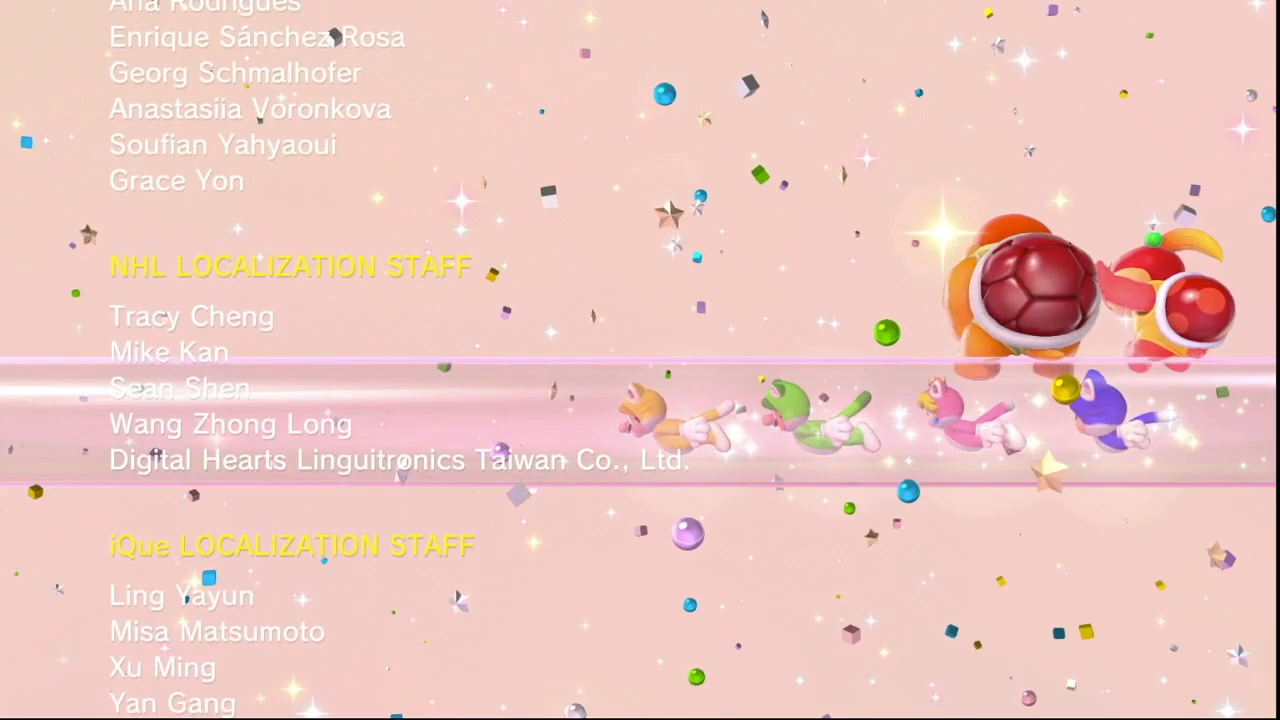 Ana Rodrigues
Enrique Sánchez Rosa
Georg Schmalhofer
Anastasiia Voronkova
Soufian Yahyaoui
Grace Yon
NHL LOCALIZATION STAFF
Tracy Cheng
Mike Kan
Sean Shen
Wang Zhong Long
Digital Hearts Linguitronics Taiwan Co., Ltd.
iQue LOCALIZATION STAFF
Ling Yayun
Misa Matsumoto
Xu Ming
Yan Gang